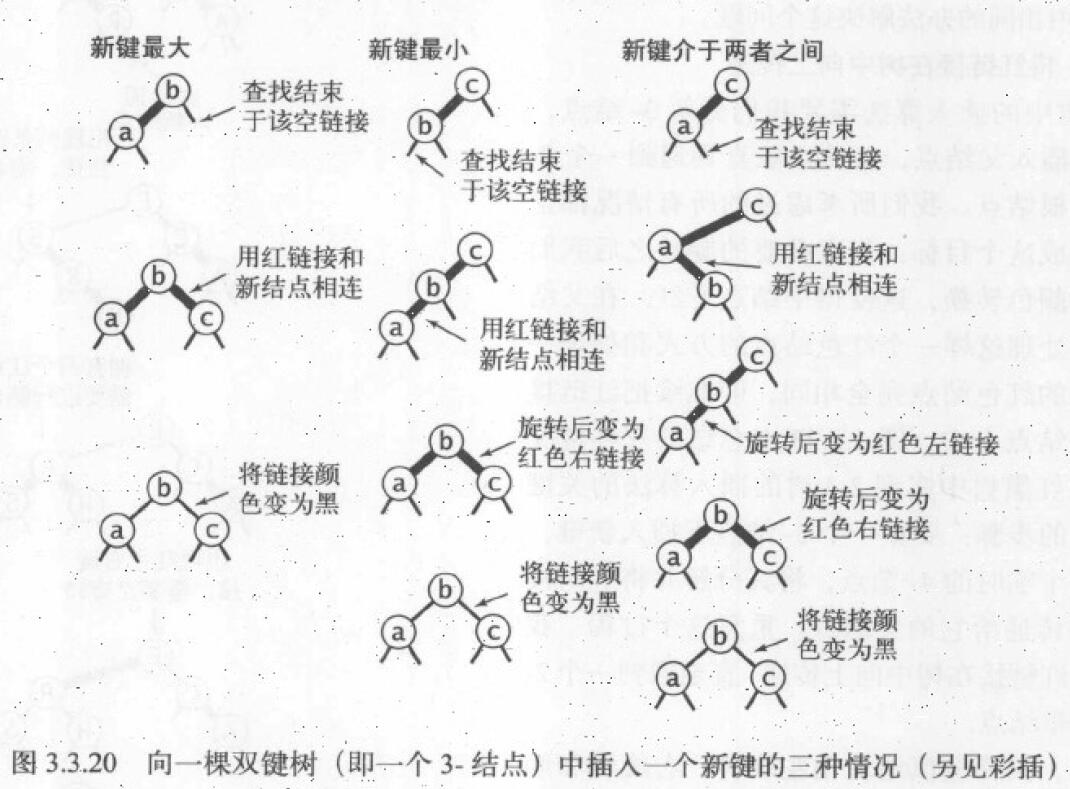 新键最大
b
a
查找结束
于该空链接
b
用红链接和
新结点相连
a
c
b
将链接颜
色变为黑
a
c
新键最小
c
b
查找结束
于该空链接
c
b
a
用红链接和
新结点相连
b
旋转后变为
红色右链接
a
c
b
将链接颜
色变为黑
a
c
新键介于两者之间
c
a
查找结束
于该空链接
c
a
用红链接和
新结点相连
b
c
b
a
旋转后变为红色左链接
旋转后变为
红色右链接
b
a
c
将链接颜
色变为黑
b
a
c
图 3.3.20 向一棵双键树（即一个 3- 结点）中插入一个新键的三种情况（另见彩插）